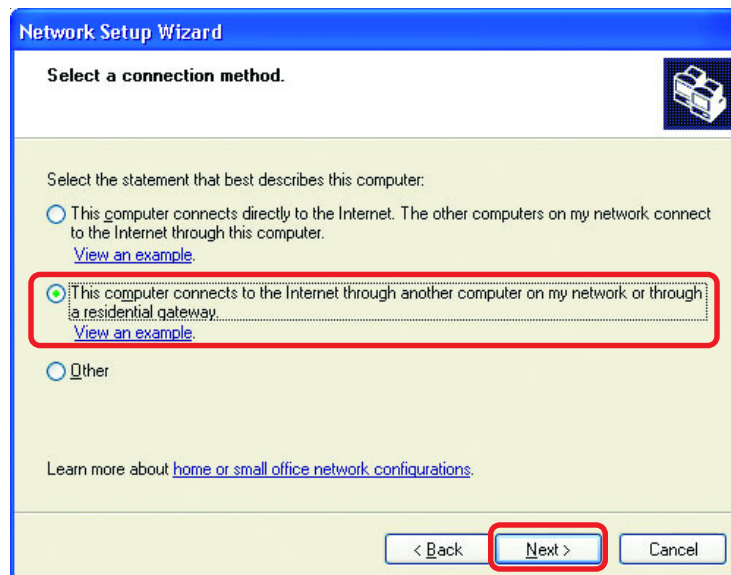 Network Setup Wizard
Select a connection method.
Select the statement that best describes this computer:
This computer connects directly to the Internet. The other computers on my network connect
to the Internet through this computer.
View an example.
This computer connects to the Internet through another computer on my network or through
a residential gateway.
View an example.
Other
Learn more about home or small office network configurations.
< Back
Next >
Cancel